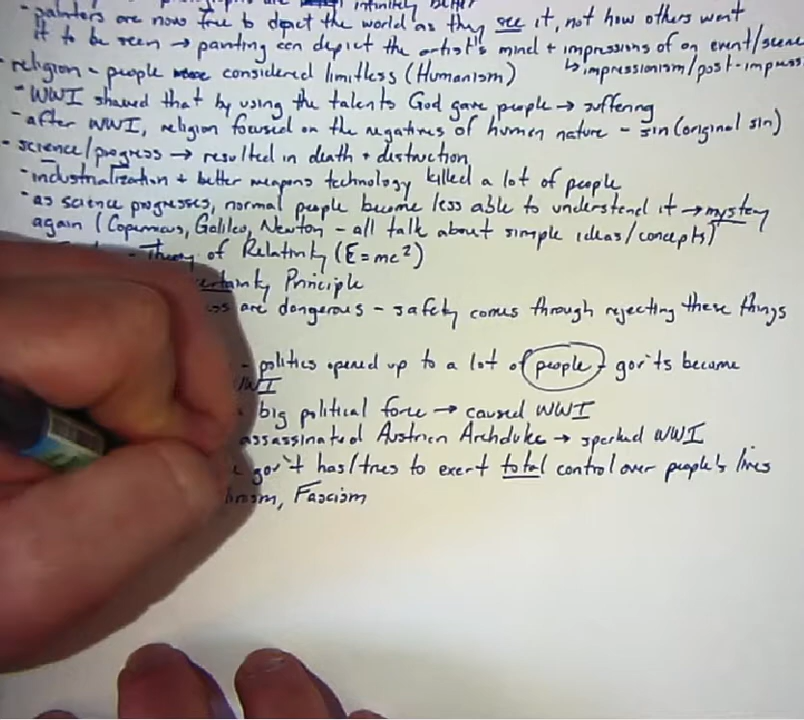 infinitely better
- painters are now free to depict the world as they see it, not how others want
it to be seen → painting can depict the artist's mind + impressions of an event/scene
- religion - people were considered limitless (Humanism) ↳ impressionism/post-impress
- WWI showed that by using the talents God gave people → suffering
- after WWI, religion focused on the negatives of human nature - sin (original sin)
- science/progress → resulted in death + destruction
- industrialization + better weapons technology killed a lot of people
- as science progresses, normal people become less able to understand it → mystery
again (Copernicus, Galileo, Newton - all talk about simple ideas/concepts)
- Theory of Relativity (E=mc²)
ertainty Principle
are dangerous - safety comes through rejecting these things
- politics opened up to a lot of people + gov'ts become
WWI
big political force → caused WWI
assassinated Austrian Archduke → sparked WWI
gov't has/tries to exert total control over people's lives
Fascism